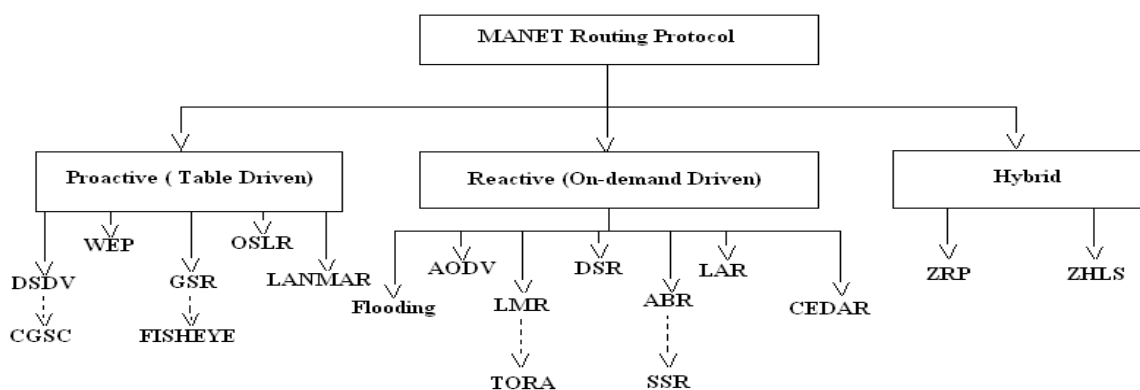 MANET Routing Protocol
Proactive ( Table Driven)
Reactive (On-demand Driven)
Hybrid
WEP
OSLR
DSDV
GSR
LANMAR
CGSC
FISHEYE
AODV
DSR
LAR
Flooding
LMR
ABR
CEDAR
TORA
SSR
ZRP
ZHLS